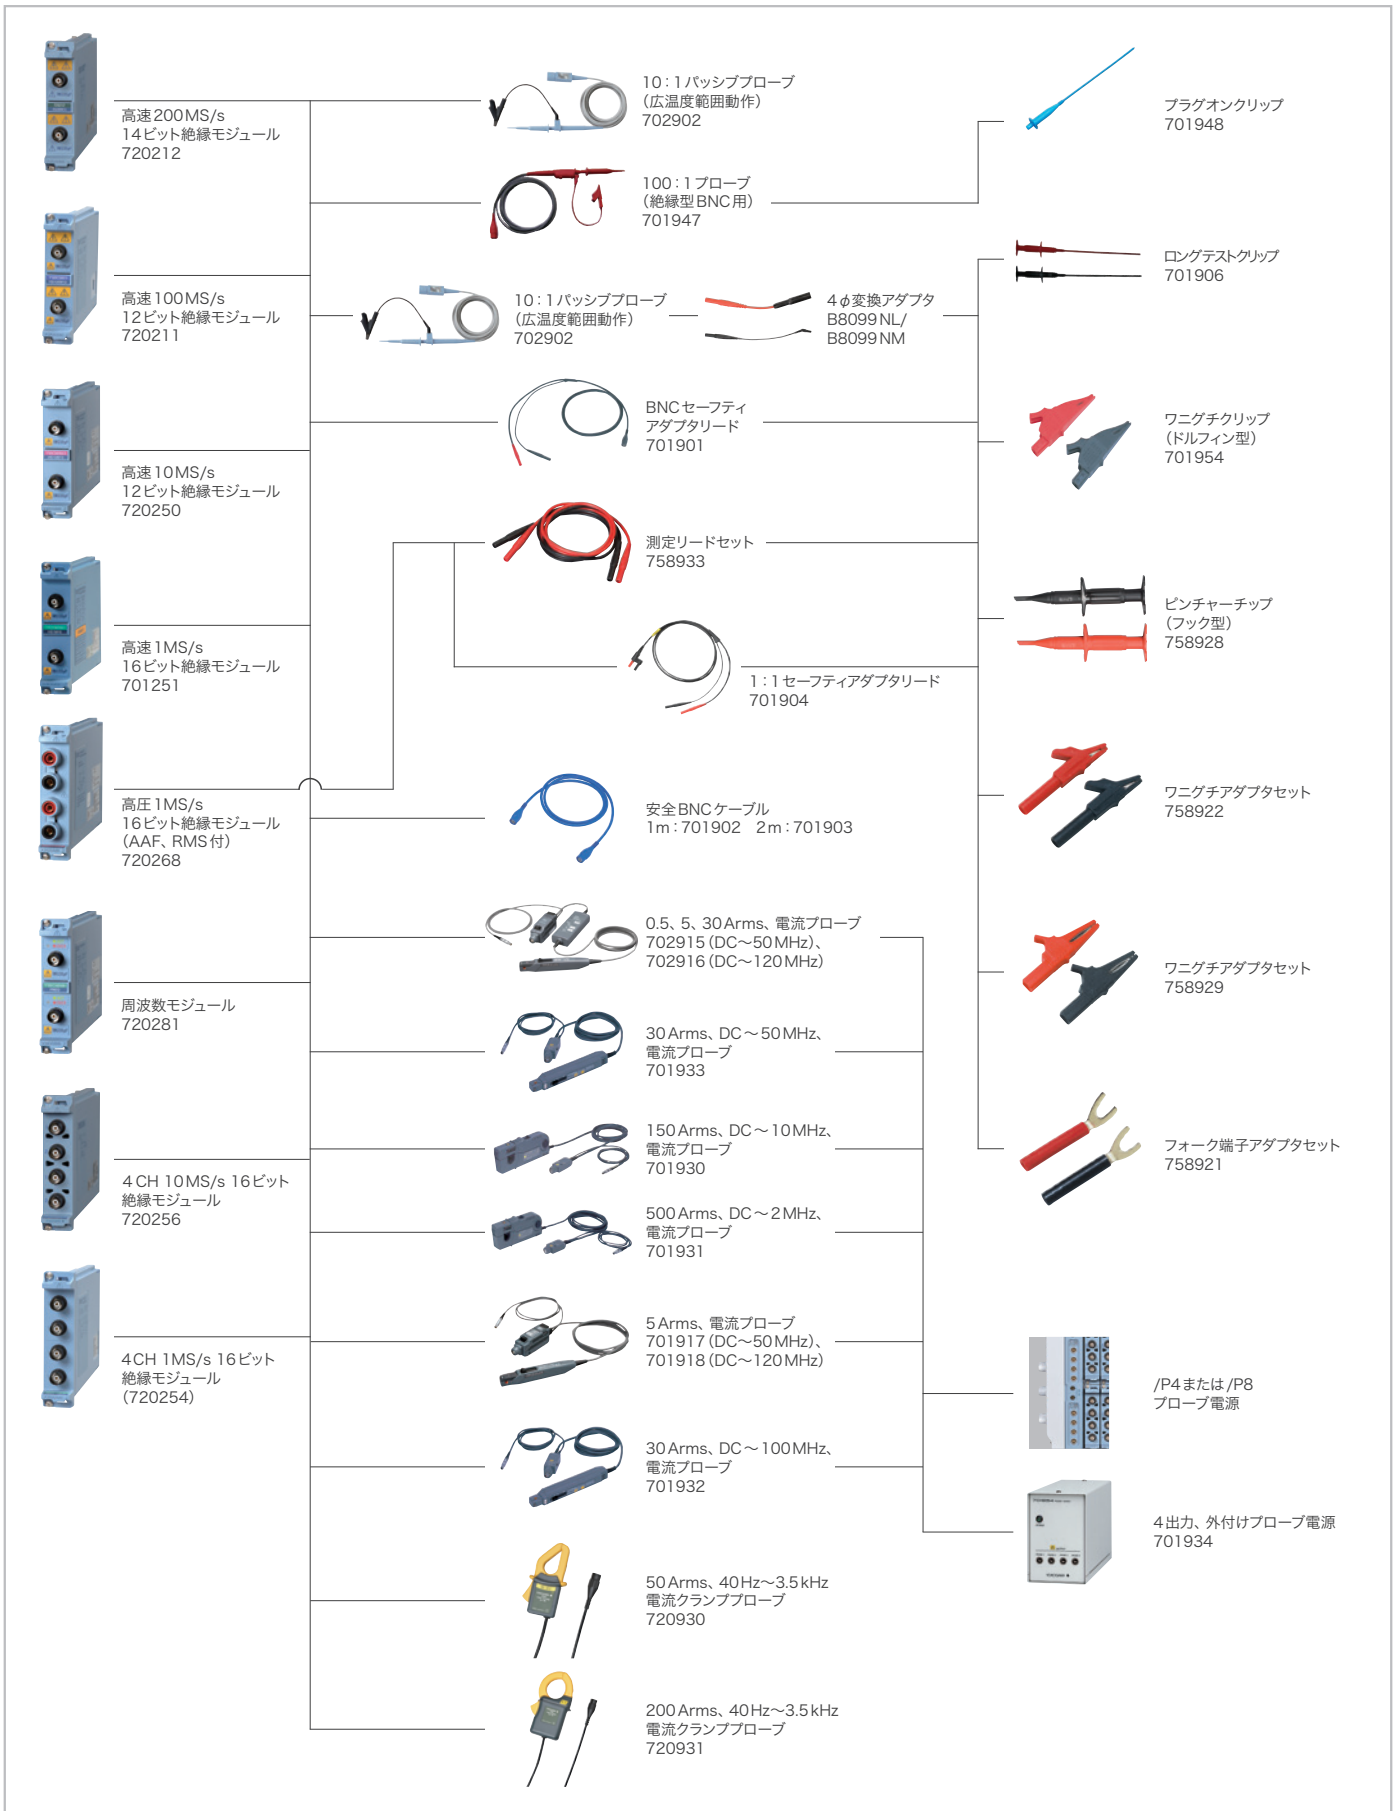 高速200MS/s
14ビット絶縁モジュール
720212
高速100MS/s
12ビット絶縁モジュール
720211
高速10MS/s
12ビット絶縁モジュール
720250
高速1MS/s
16ビット絶縁モジュール
701251
高圧1MS/s
16ビット絶縁モジュール
（AAF、RMS付）
720268
周波数モジュール
720281
4CH 10MS/s 16ビット
絶縁モジュール
720256
4CH 1MS/s 16ビット
絶縁モジュール
（720254）
10：1パッシブプローブ
（広温度範囲動作）
702902
100：1プローブ
（絶縁型BNC用）
701947
10：1パッシブプローブ
（広温度範囲動作）
702902
4φ変換アダプタ
B8099NL/
B8099NM
BNCセーフティ
アダプタリード
701901
測定リードセット
758933
1：1セーフティアダプタリード
701904
安全BNCケーブル
1m：701902　2m：701903
0.5、5、30Arms、電流プローブ
702915（DC〜50MHz）、
702916（DC〜120MHz）
30Arms、DC〜50MHz、
電流プローブ
701933
150Arms、DC〜10MHz、
電流プローブ
701930
500Arms、DC〜2MHz、
電流プローブ
701931
5Arms、電流プローブ
701917（DC〜50MHz）、
701918（DC〜120MHz）
30Arms、DC〜100MHz、
電流プローブ
701932
50Arms、40Hz〜3.5kHz
電流クランププローブ
720930
200Arms、40Hz〜3.5kHz
電流クランププローブ
720931
プラグオンクリップ
701948
ロングテストクリップ
701906
ワニグチクリップ
（ドルフィン型）
701954
ピンチャーチップ
（フック型）
758928
ワニグチアダプタセット
758922
ワニグチアダプタセット
758929
フォーク端子アダプタセット
758921
/P4または/P8
プローブ電源
4出力、外付けプローブ電源
701934